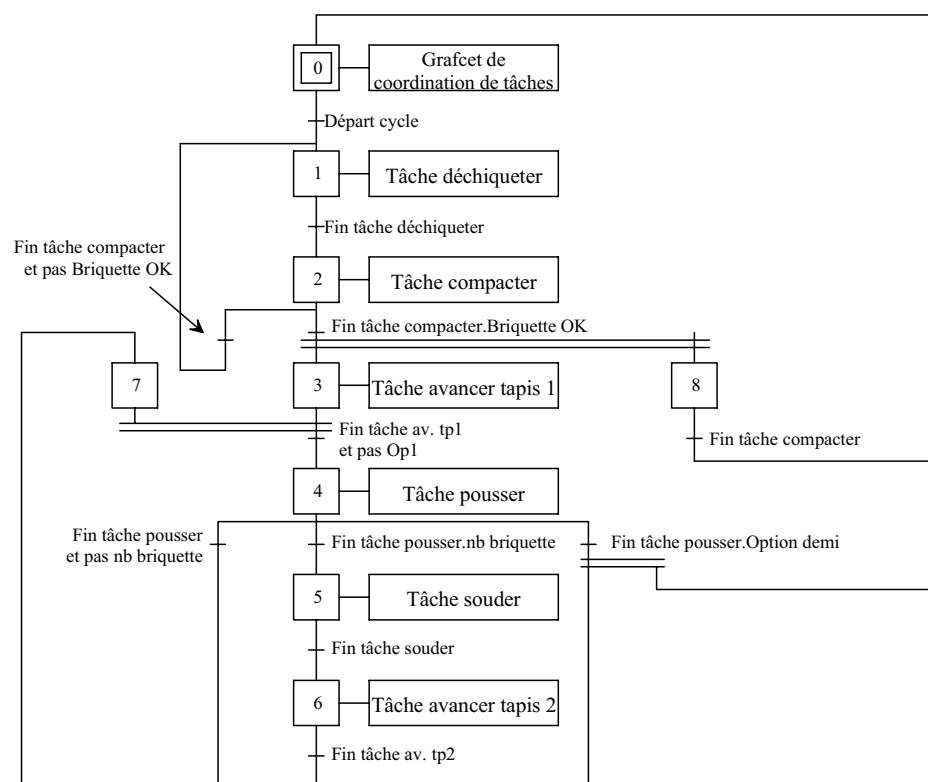 0
Grafcet de
coordination de tâches
Départ cycle
1
Tâche déchiqueter
Fin tâche déchiqueter
Fin tâche compacter
et pas Briquette OK
2
Tâche compacter
Fin tâche compacter.Briquette OK
7
3
Tâche avancer tapis 1
8
Fin tâche av. tp1
et pas Op1
Fin tâche compacter
4
Tâche pousser
Fin tâche pousser
et pas nb briquette
Fin tâche pousser.nb briquette
Fin tâche pousser.Option demi
5
Tâche souder
Fin tâche souder
6
Tâche avancer tapis 2
Fin tâche av. tp2